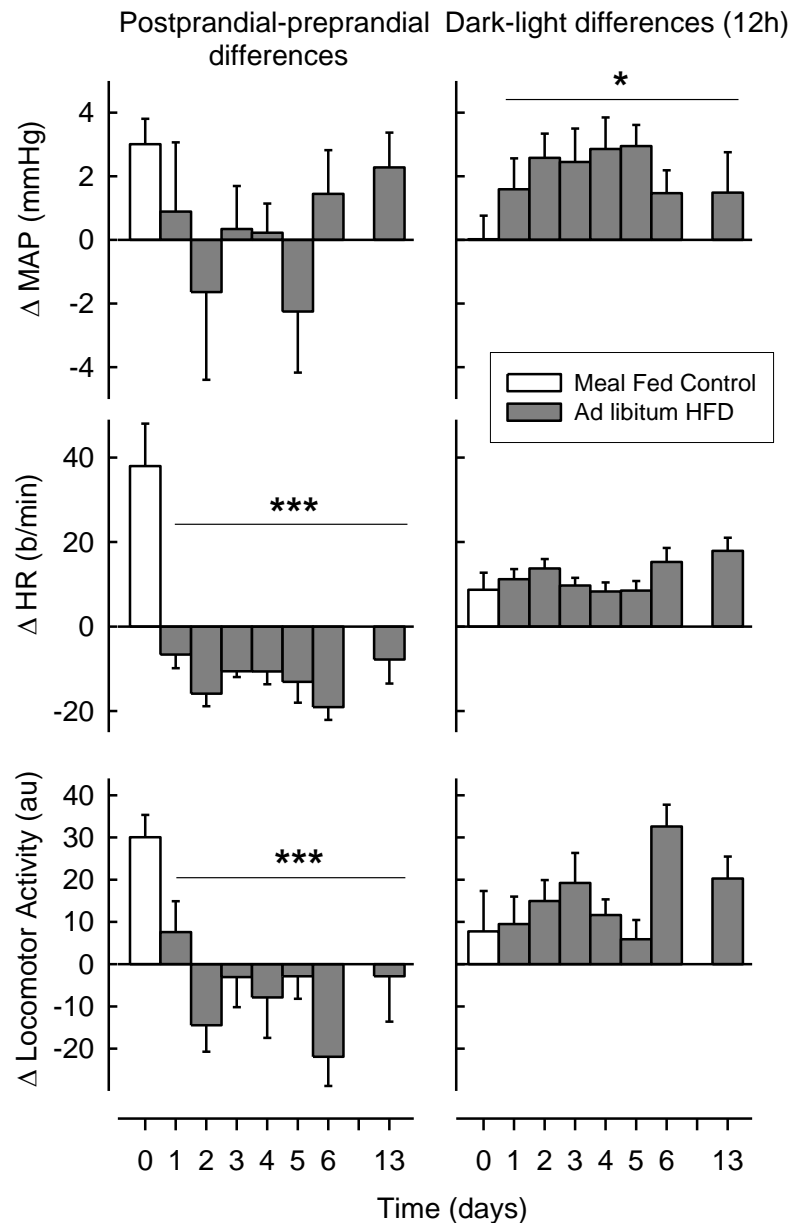 Postprandial-preprandial
differences
Dark-light differences (12h)
Δ MAP (mmHg)
4
2
0
-2
-4
*
Meal Fed Control
Ad libitum HFD
Δ HR (b/min)
40
20
0
-20
***
Δ Locomotor Activity (au)
40
30
20
10
0
-10
-20
***
0 1 2 3 4 5 6 13
0 1 2 3 4 5 6 13
Time (days)